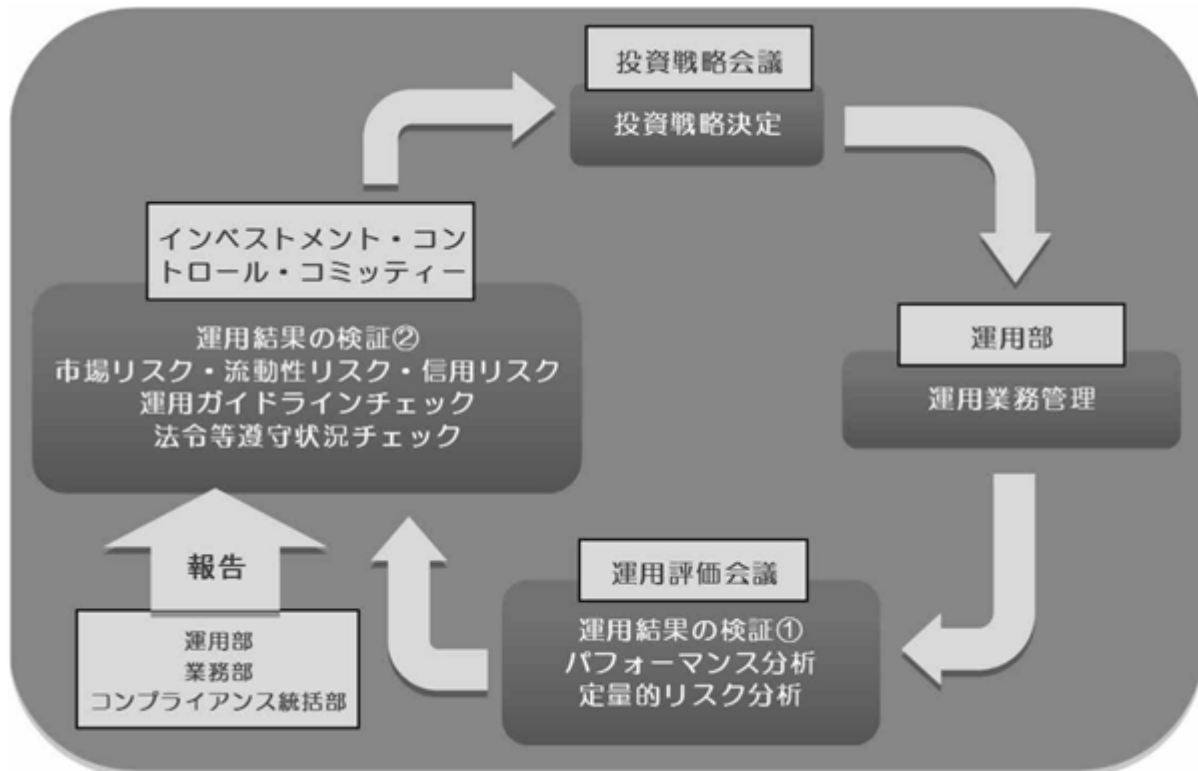 投資戦略会議
投資戦略決定
インベストメント・コン
トロール・コミッティー
運用結果の検証②
市場リスク・流動性リスク・信用リスク
運用ガイドラインチェック
法令等遵守状況チェック
運用部
運用業務管理
報告
運用部
業務部
コンプライアンス統括部
運用評価会議
運用結果の検証①
パフォーマンス分析
定量的リスク分析